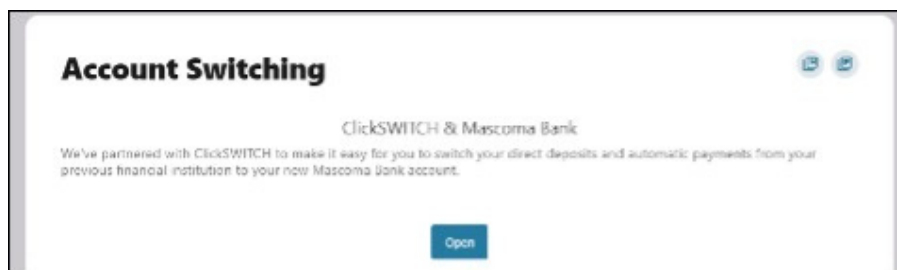 Account Switching
ClickSWITCH & Mascoma Bank
We've partnered with ClickSWITCH to make it easy for you to switch your direct deposits and automatic payments from your
previous financial institution to your new Mascoma Bank account.
Open